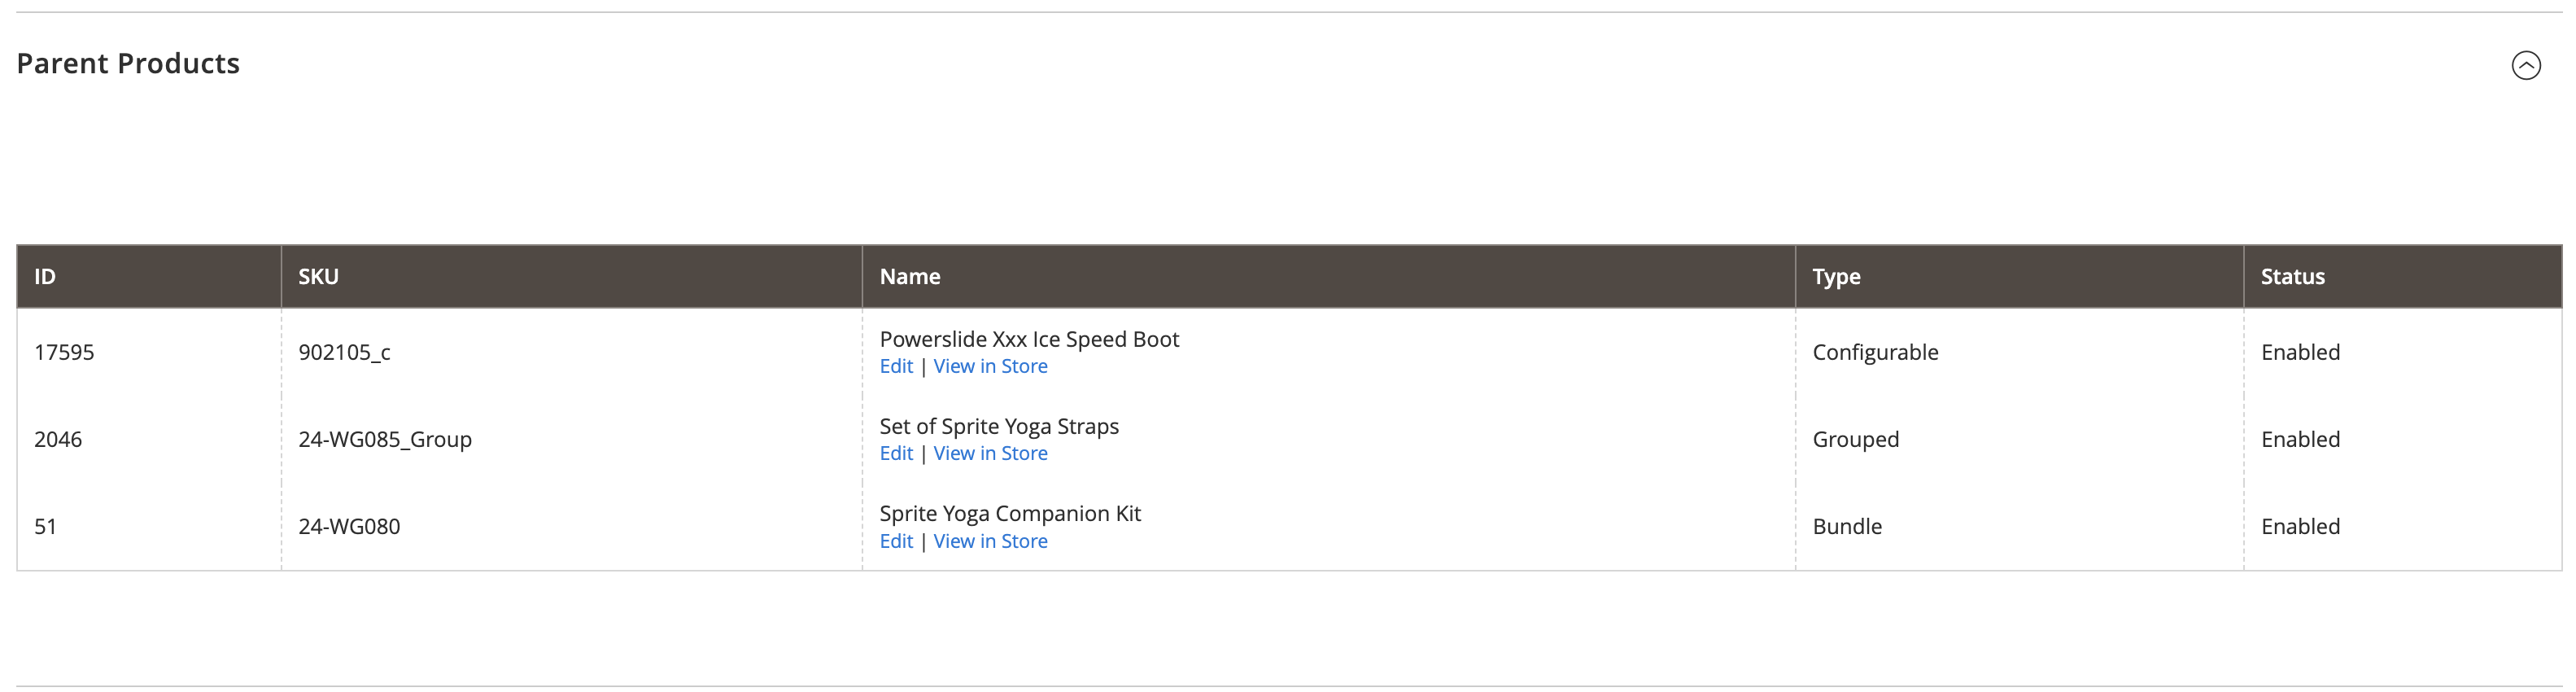 Parent Products
ID SKU Name Type Status
17595 902105_c Powerslide Xxx Ice Speed Boot Configurable Enabled
Edit | View in Store
2046 24-WG085_Group Set of Sprite Yoga Straps Grouped Enabled
Edit | View in Store
51 24-WG080 Sprite Yoga Companion Kit Bundle Enabled
Edit | View in Store